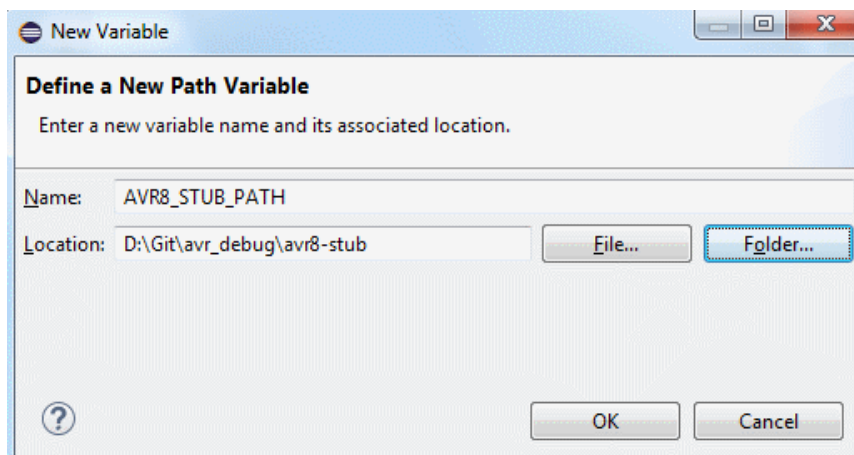 New Variable
Define a New Path Variable
Enter a new variable name and its associated location.
Name: AVR8_STUB_PATH
Location: D:\Git\avr_debug\avr8-stub File... Folder...
? OK Cancel